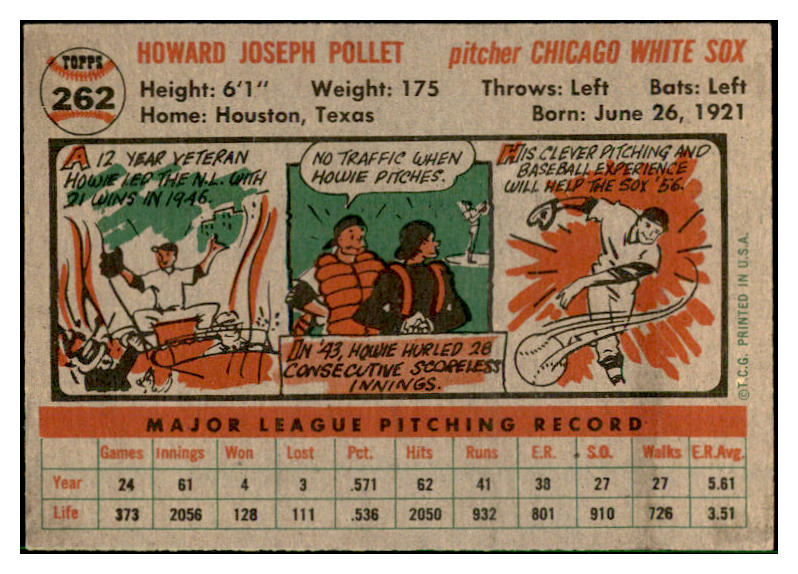 TOPPS
262
HOWARD JOSEPH POLLET pitcher CHICAGO WHITE SOX
Height: 6'1" Weight: 175 Throws: Left Bats: Left
Home: Houston, Texas Born: June 26, 1921
A 12 YEAR VETERAN
HOWIE LED THE N.L. WITH
21 WINS IN 1946.
NO TRAFFIC WHEN
HOWIE PITCHES.
IN '43, HOWIE HURLED 28
CONSECUTIVE SCORELESS
INNINGS.
HIS CLEVER PITCHING AND
BASEBALL EXPERIENCE
WILL HELP THE SOX '56.
©T.C.G. PRINTED IN U.S.A.
MAJOR LEAGUE PITCHING RECORD
Games Innings Won Lost Pct. Hits Runs E.R. S.O. Walks E.R.Avg.
Year 24 61 4 3 .571 62 41 38 27 27 5.61
Life 373 2056 128 111 .536 2050 932 801 910 726 3.51